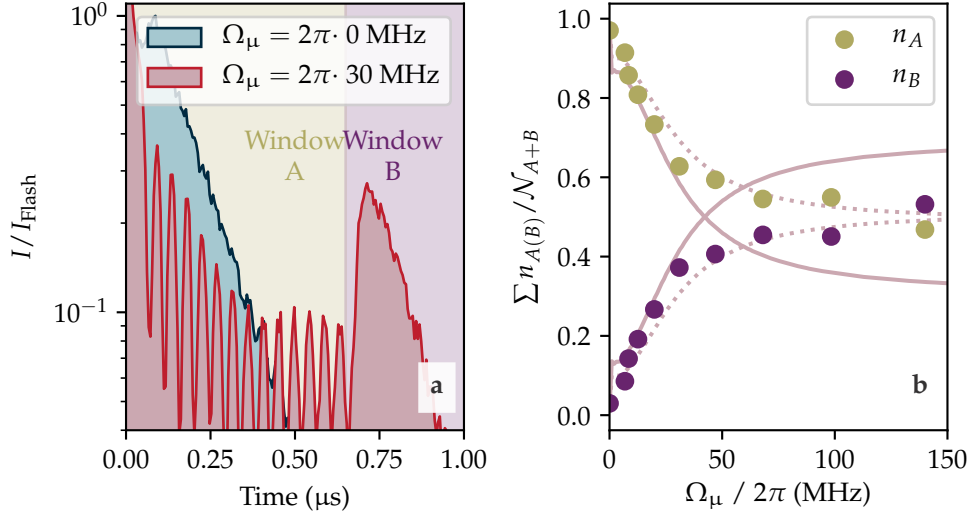 10⁰
10⁻¹
I / I_Flash
Ω_μ = 2π· 0 MHz
Ω_μ = 2π· 30 MHz
Window
A
Window
B
a
0.00 0.25 0.50 0.75 1.00
Time (μs)
1.0
0.8
0.6
0.4
0.2
0.0
∑ n_A(B) / 𝒩_A+B
n_A
n_B
b
0 50 100 150
Ω_μ / 2π (MHz)